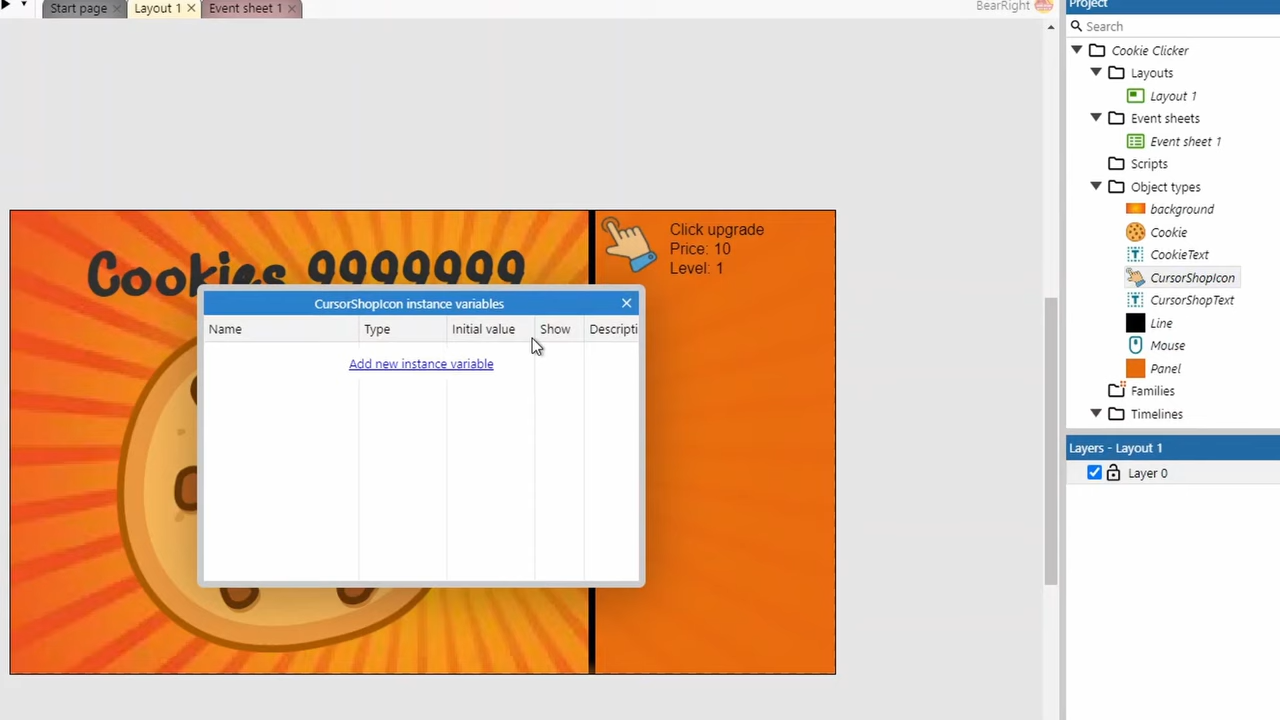 Start page
Layout 1
Event sheet 1
BearRight
Cookies 9999999
Click upgrade
Price: 10
Level: 1
CursorShopIcon instance variables
Name Type Initial value Show Descripti
Add new instance variable
Project
Search
Cookie Clicker
Layouts
Layout 1
Event sheets
Event sheet 1
Scripts
Object types
background
Cookie
CookieText
CursorShopIcon
CursorShopText
Line
Mouse
Panel
Families
Timelines
Layers - Layout 1
Layer 0